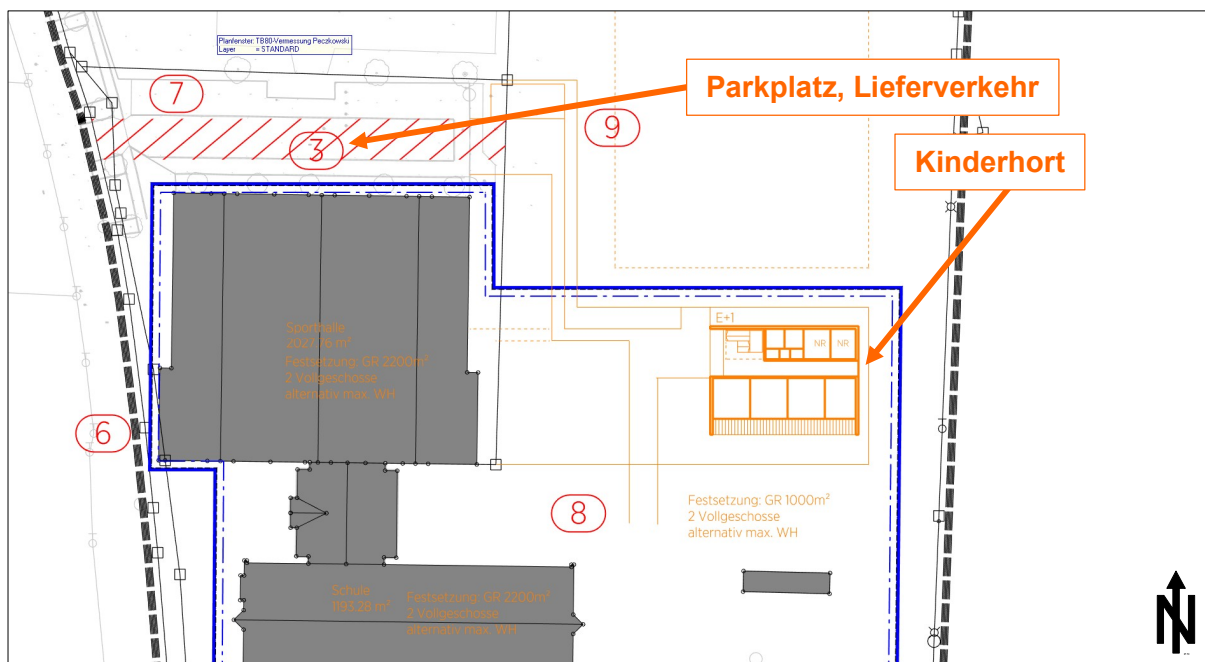 Planfenster: TB80-Vermessung Peczkowski
Layer = STANDARD
7
Parkplatz, Lieferverkehr
3
9
Kinderhort
E+1
NR NR
Sporthalle
2027.76 m²
Festsetzung: GR 2200m²
2 Vollgeschosse
alternativ max. WH
6
8
Festsetzung: GR 1000m²
2 Vollgeschosse
alternativ max. WH
Schule
1193.28 m²
Festsetzung: GR 2200m²
2 Vollgeschosse
alternativ max. WH
N